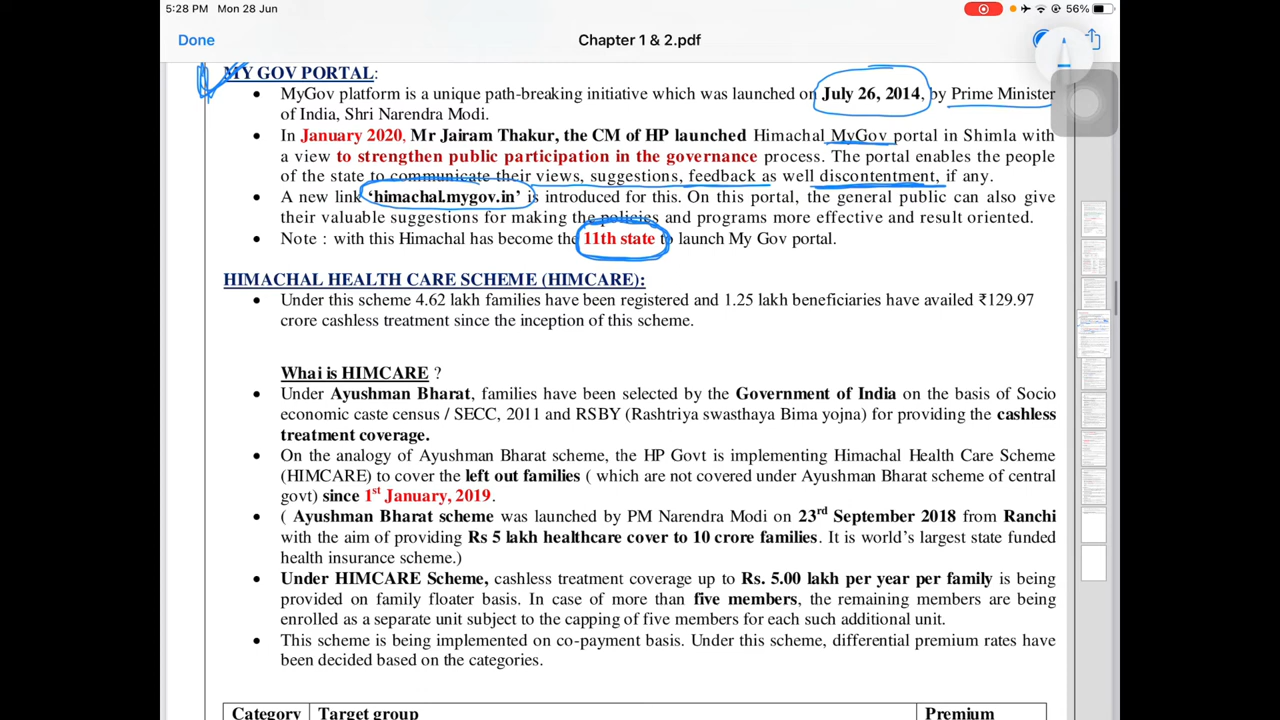 5:28 PM Mon 28 Jun
56%
Done
Chapter 1 & 2.pdf
MY GOV PORTAL:
• MyGov platform is a unique path-breaking initiative which was launched on July 26, 2014, by Prime Minister
of India, Shri Narendra Modi.
• In January 2020, Mr Jairam Thakur, the CM of HP launched Himachal MyGov portal in Shimla with
a view to strengthen public participation in the governance process. The portal enables the people
of the state to communicate their views, suggestions, feedback as well discontentment, if any.
• A new link ‘himachal.mygov.in’ is introduced for this. On this portal, the general public can also give
their valuable suggestions for making the policies and programs more effective and result oriented.
• Note : with this Himachal has become the 11th state to launch My Gov portal.
HIMACHAL HEALTH CARE SCHEME (HIMCARE):
• Under this scheme 4.62 lakh families have been registered and 1.25 lakh beneficiaries have availed ₹129.97
crore cashless treatment since the inception of this scheme.
Whai is HIMCARE ?
• Under Ayushman Bharat, families have been selected by the Government of India on the basis of Socio
economic caste census / SECC, 2011 and RSBY (Rashtriya swasthaya Bimayojna) for providing the cashless
treatment coverage.
• On the analogy of Ayushman Bharat scheme, the HP Govt is implementing Himachal Health Care Scheme
(HIMCARE) to cover the left out families ( which are not covered under Ayushman Bharat scheme of central
govt) since 1st January, 2019.
• ( Ayushman Bharat scheme was launched by PM Narendra Modi on 23rd September 2018 from Ranchi
with the aim of providing Rs 5 lakh healthcare cover to 10 crore families. It is world’s largest state funded
health insurance scheme.)
• Under HIMCARE Scheme, cashless treatment coverage up to Rs. 5.00 lakh per year per family is being
provided on family floater basis. In case of more than five members, the remaining members are being
enrolled as a separate unit subject to the capping of five members for each such additional unit.
• This scheme is being implemented on co-payment basis. Under this scheme, differential premium rates have
been decided based on the categories.
Category Target group Premium